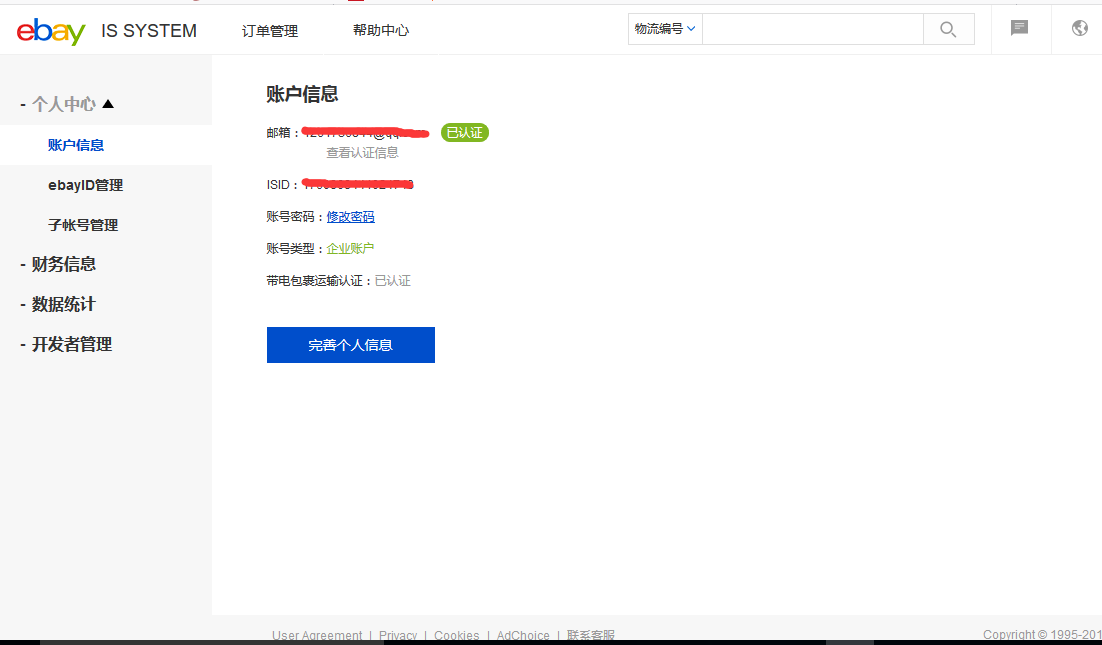 ebay IS SYSTEM 订单管理 帮助中心 物流编号
- 个人中心
账户信息
ebayID管理
子帐号管理
- 财务信息
- 数据统计
- 开发者管理
账户信息
邮箱： 已认证
查看认证信息
ISID：
账号密码：修改密码
账号类型：企业账户
带电包裹运输认证：已认证
完善个人信息
User Agreement | Privacy | Cookies | AdChoice | 联系客服
Copyright © 1995-201